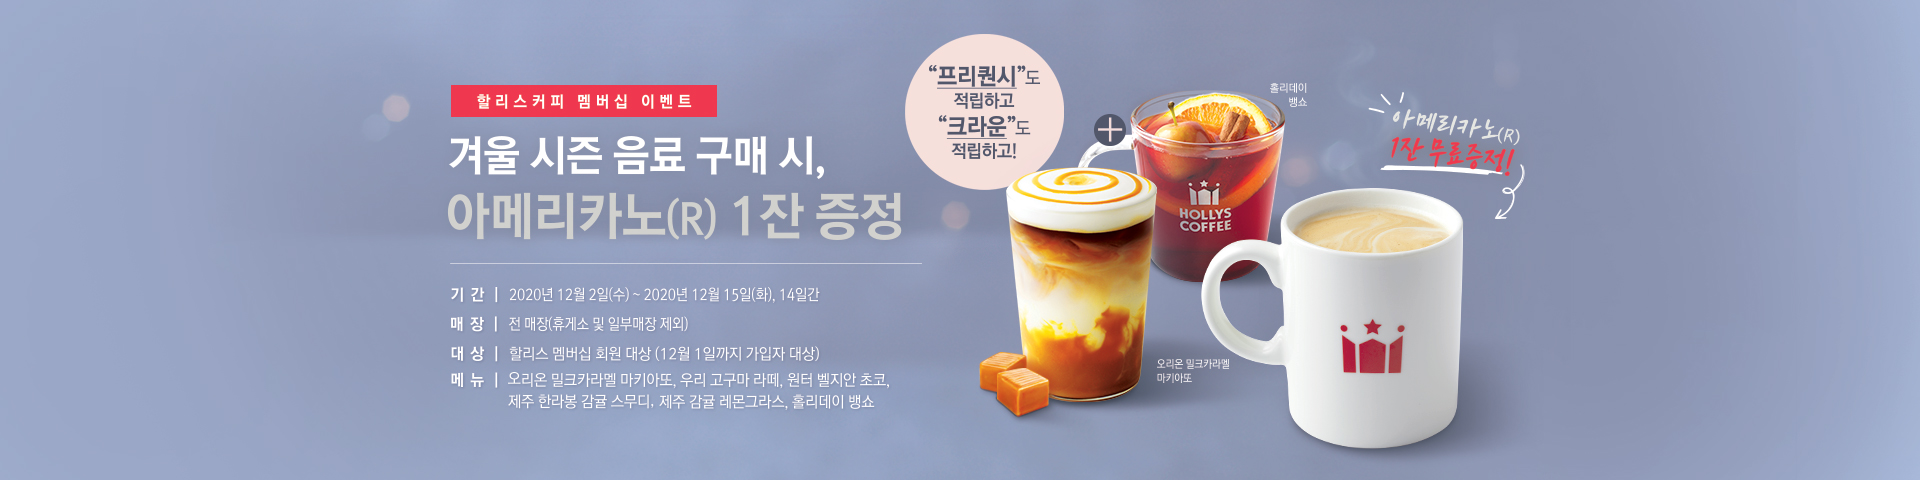 할리스커피 멤버십 이벤트
겨울 시즌 음료 구매 시,
아메리카노(R) 1잔 증정
기간 | 2020년 12월 2일(수) ~ 2020년 12월 15일(화), 14일간
매장 | 전 매장(휴게소 및 일부매장 제외)
대상 | 할리스 멤버십 회원 대상 (12월 1일까지 가입자 대상)
메뉴 | 오리온 밀크카라멜 마키아또, 우리 고구마 라떼, 윈터 벨지안 초코,
제주 한라봉 감귤 스무디, 제주 감귤 레몬그라스, 홀리데이 뱅쇼
“프리퀀시”도
적립하고
“크라운”도
적립하고!
홀리데이
뱅쇼
HOLLYS
COFFEE
오리온 밀크카라멜
마키아또
아메리카노(R)
1잔 무료증정!